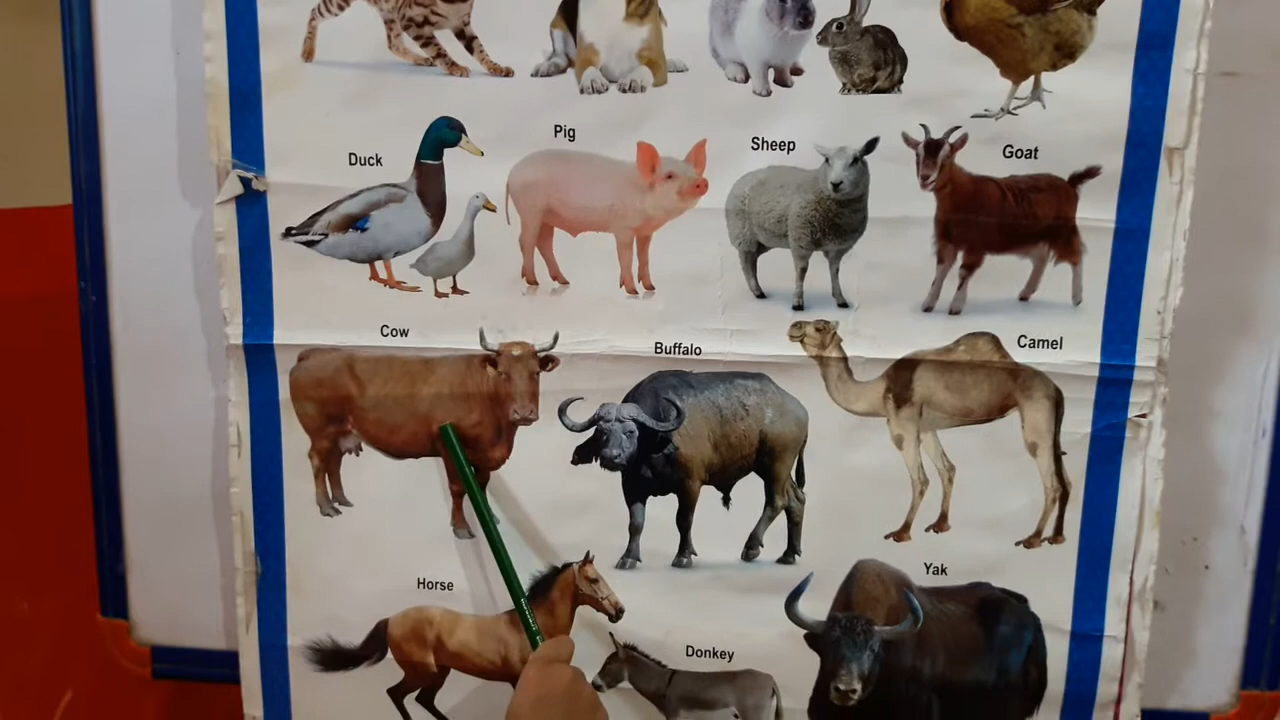 Duck
Pig
Sheep
Goat
Cow
Buffalo
Camel
Horse
Yak
Donkey